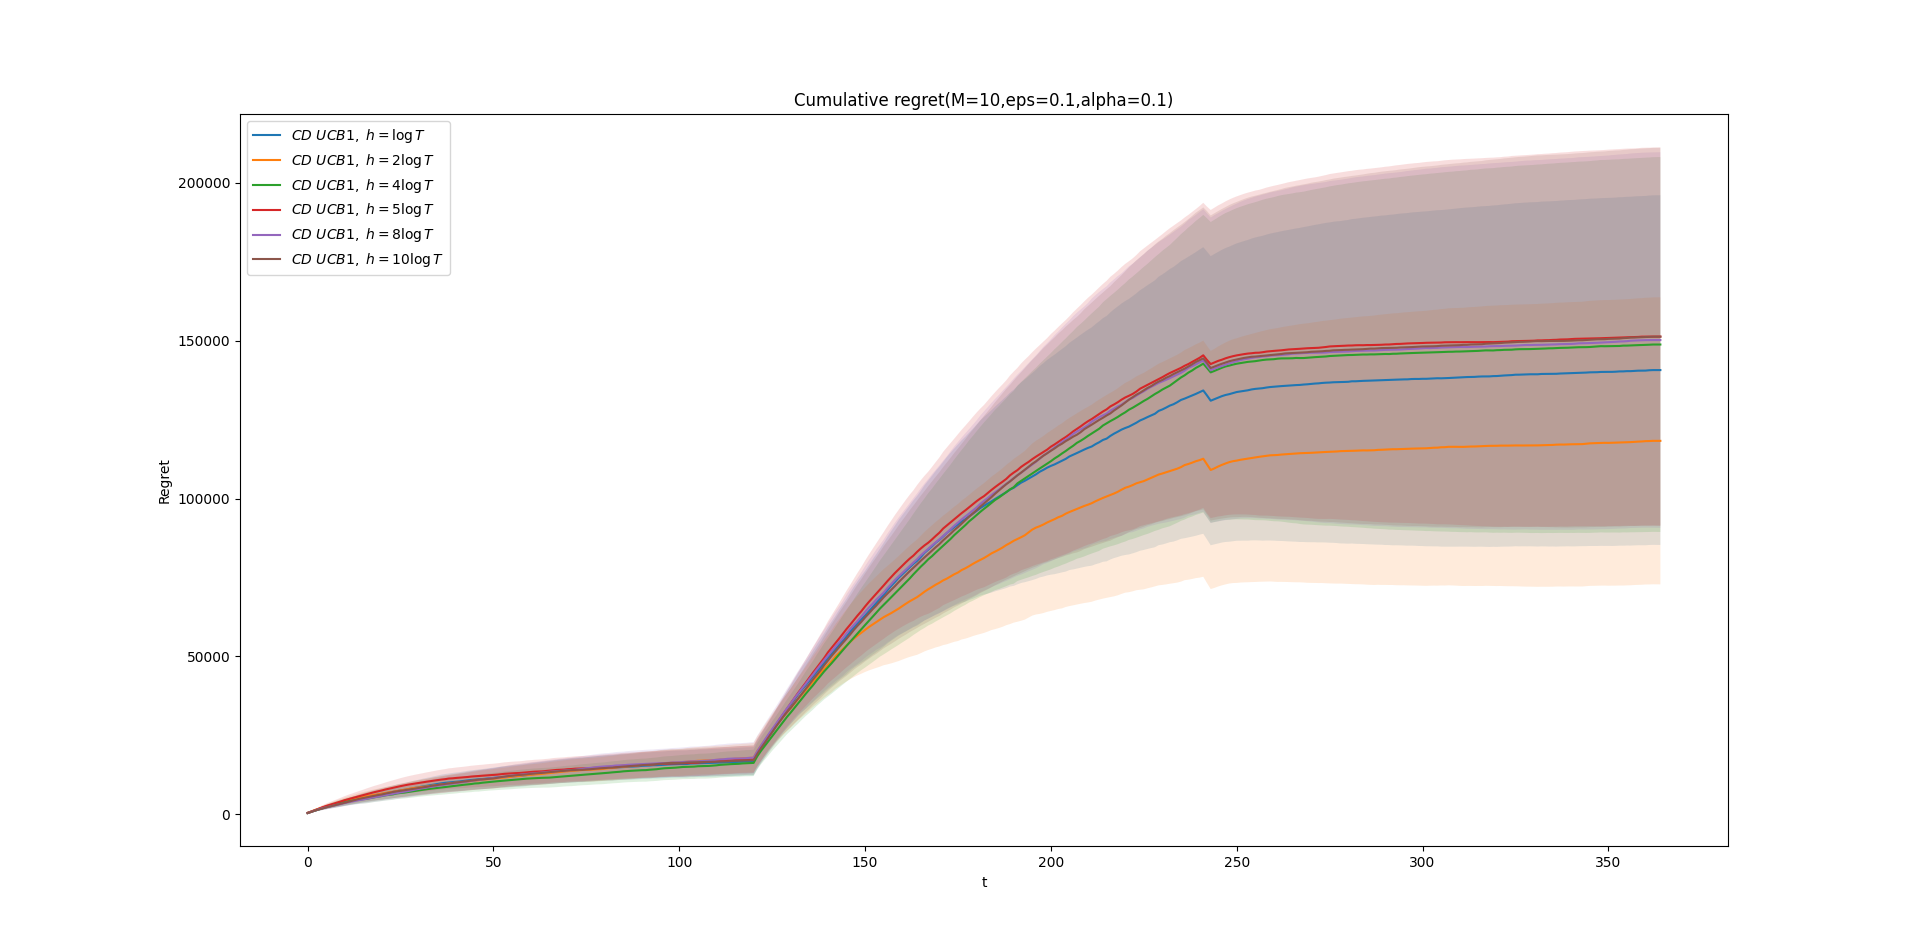 Cumulative regret(M=10,eps=0.1,alpha=0.1)
CD UCB1, h = log T
CD UCB1, h = 2log T
CD UCB1, h = 4log T
CD UCB1, h = 5log T
CD UCB1, h = 8log T
CD UCB1, h = 10log T
200000
150000
100000
50000
0
Regret
0 50 100 150 200 250 300 350
t